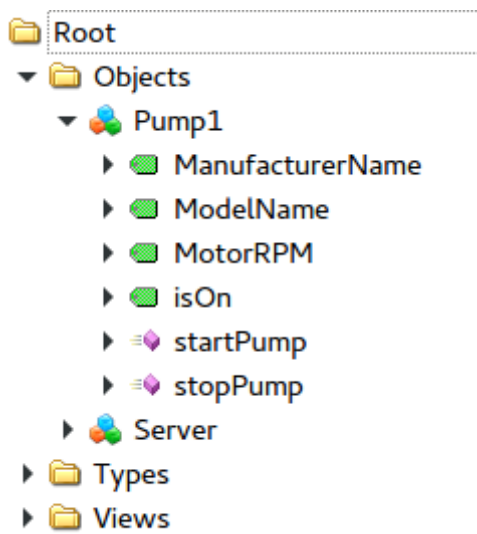 Root
Objects
Pump1
ManufacturerName
ModelName
MotorRPM
isOn
startPump
stopPump
Server
Types
Views